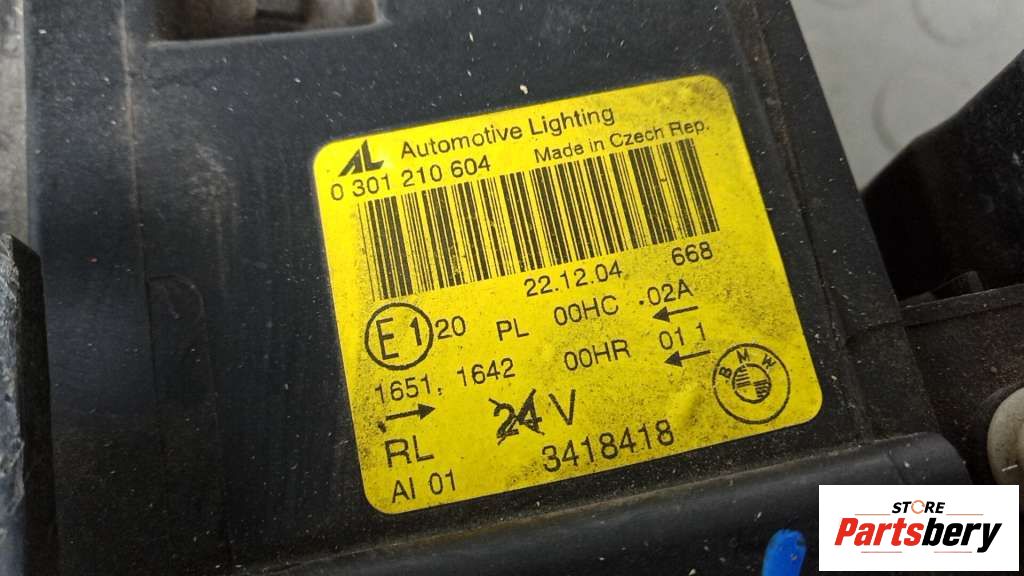 AL Automotive Lighting
0 301 210 604 Made in Czech Rep.
22.12.04 668
E1 20 PL 00HC .02A
1651, 1642 00HR 01 1
24 V
RL
3418418
AI 01
BMW
STORE
Partsbery